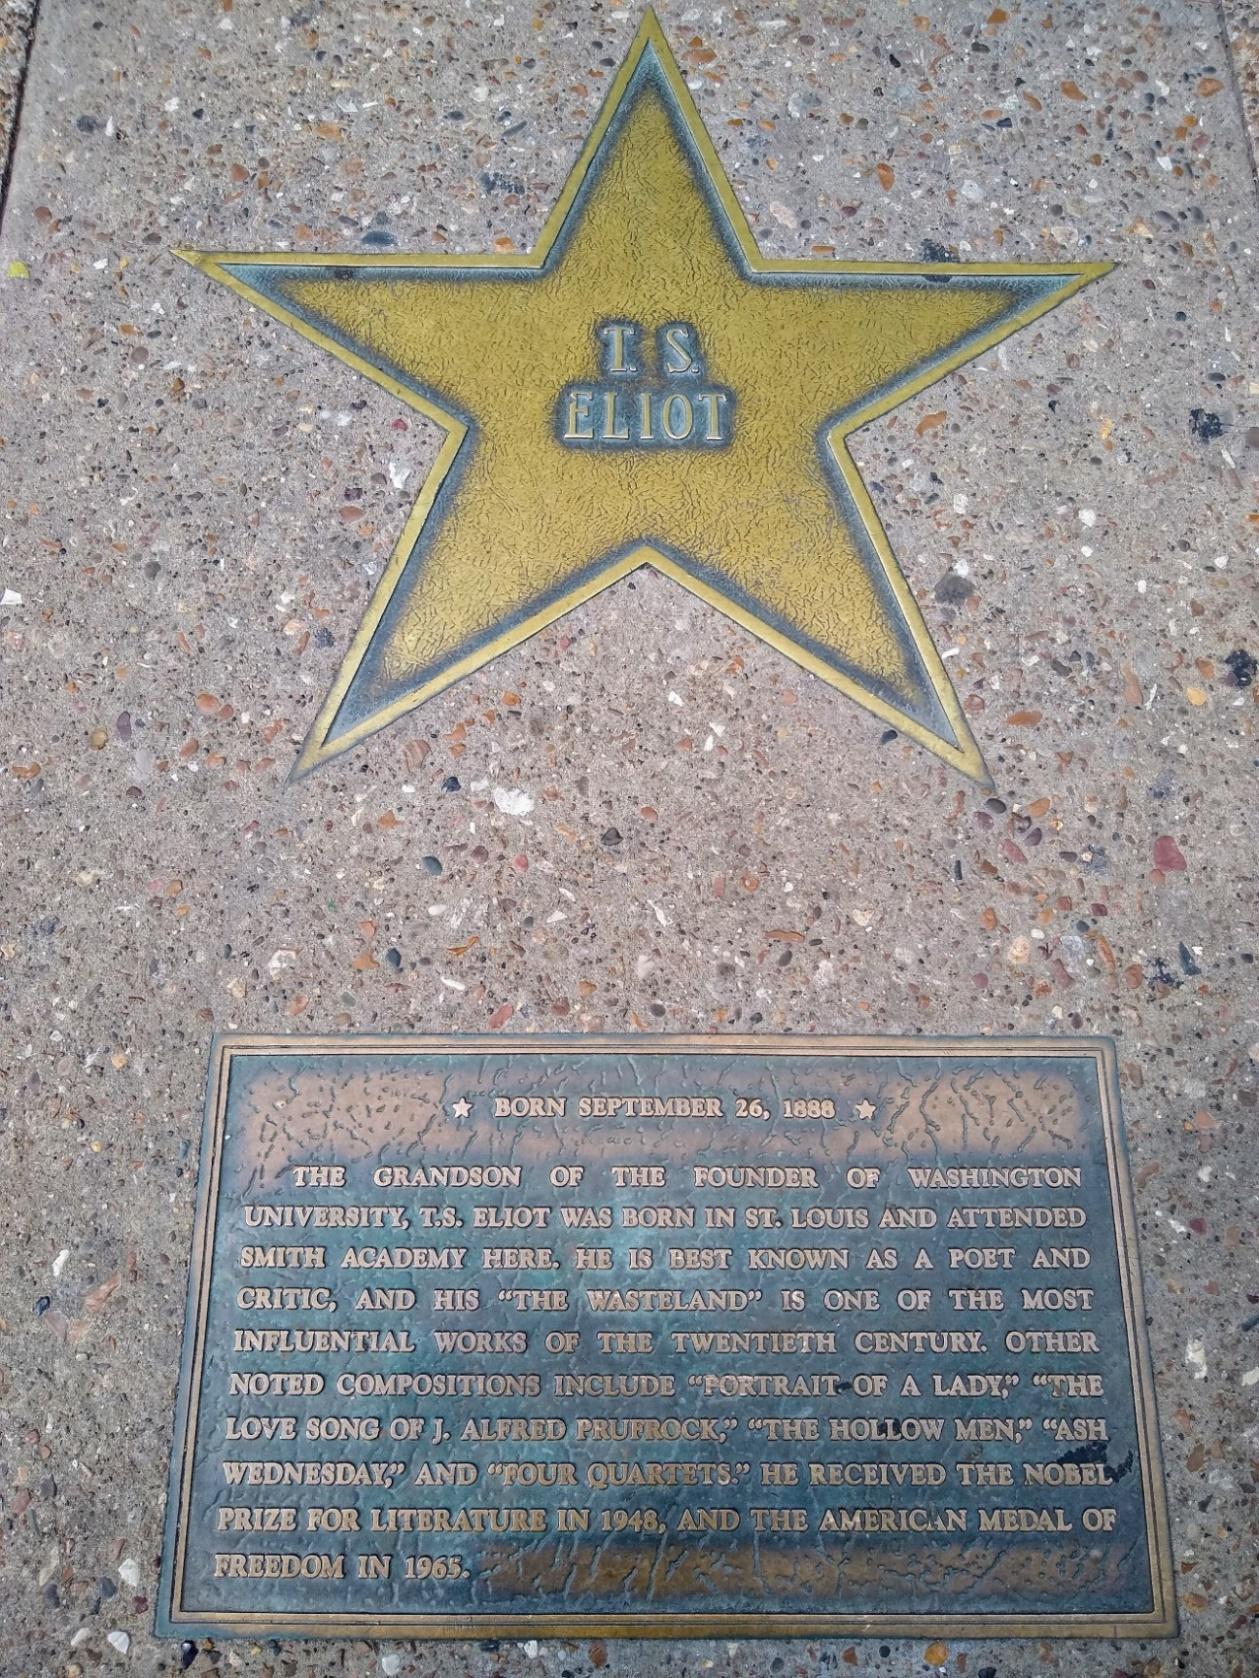 T. S.
ELIOT
★ BORN SEPTEMBER 26, 1888 ★
THE GRANDSON OF THE FOUNDER OF WASHINGTON
UNIVERSITY, T.S. ELIOT WAS BORN IN ST. LOUIS AND ATTENDED
SMITH ACADEMY HERE. HE IS BEST KNOWN AS A POET AND
CRITIC, AND HIS “THE WASTELAND” IS ONE OF THE MOST
INFLUENTIAL WORKS OF THE TWENTIETH CENTURY. OTHER
NOTED COMPOSITIONS INCLUDE “PORTRAIT OF A LADY,” “THE
LOVE SONG OF J. ALFRED PRUFROCK,” “THE HOLLOW MEN,” “ASH
WEDNESDAY,” AND “FOUR QUARTETS.” HE RECEIVED THE NOBEL
PRIZE FOR LITERATURE IN 1948, AND THE AMERICAN MEDAL OF
FREEDOM IN 1965.